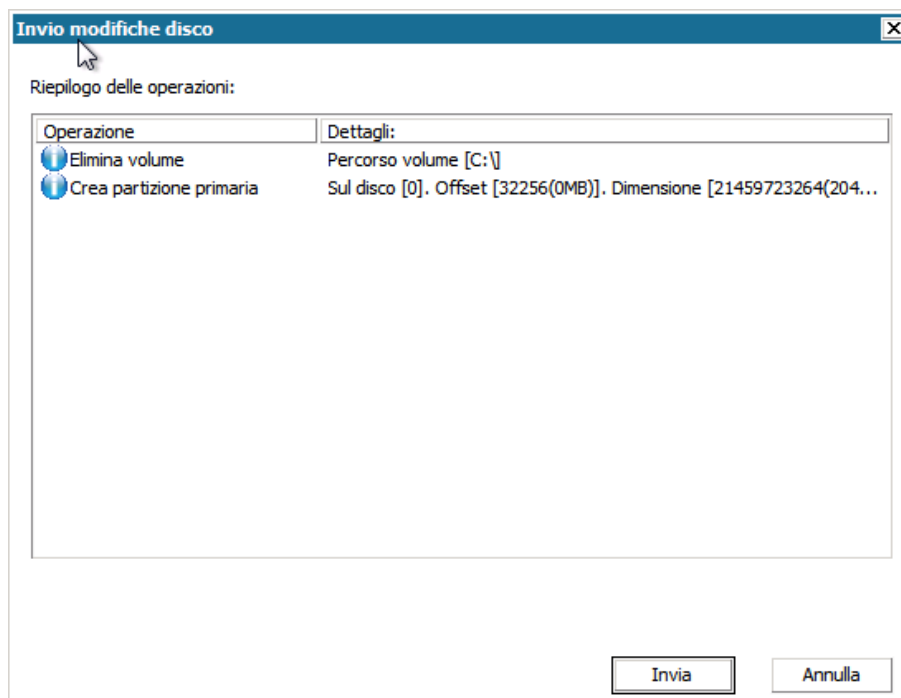 Invio modifiche disco
Riepilogo delle operazioni:
Operazione Dettagli:
Elimina volume Percorso volume [C:\]
Crea partizione primaria Sul disco [0]. Offset [32256(0MB)]. Dimensione [21459723264(204...
Invia Annulla